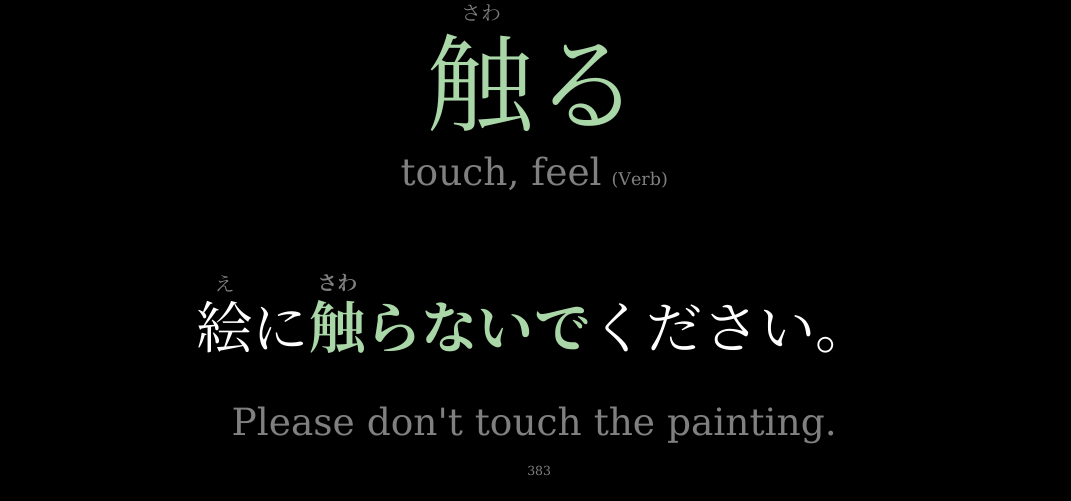 さわ
触る
touch, feel (Verb)
え さわ
絵に触らないでください。
Please don't touch the painting.
383